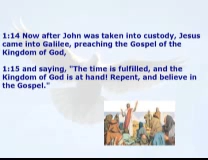 1:14 Now after John was taken into custody, Jesus
came into Galilee, preaching the Gospel of the
Kingdom of God,
1:15 and saying, "The time is fulfilled, and the
Kingdom of God is at hand! Repent, and believe in
the Gospel."